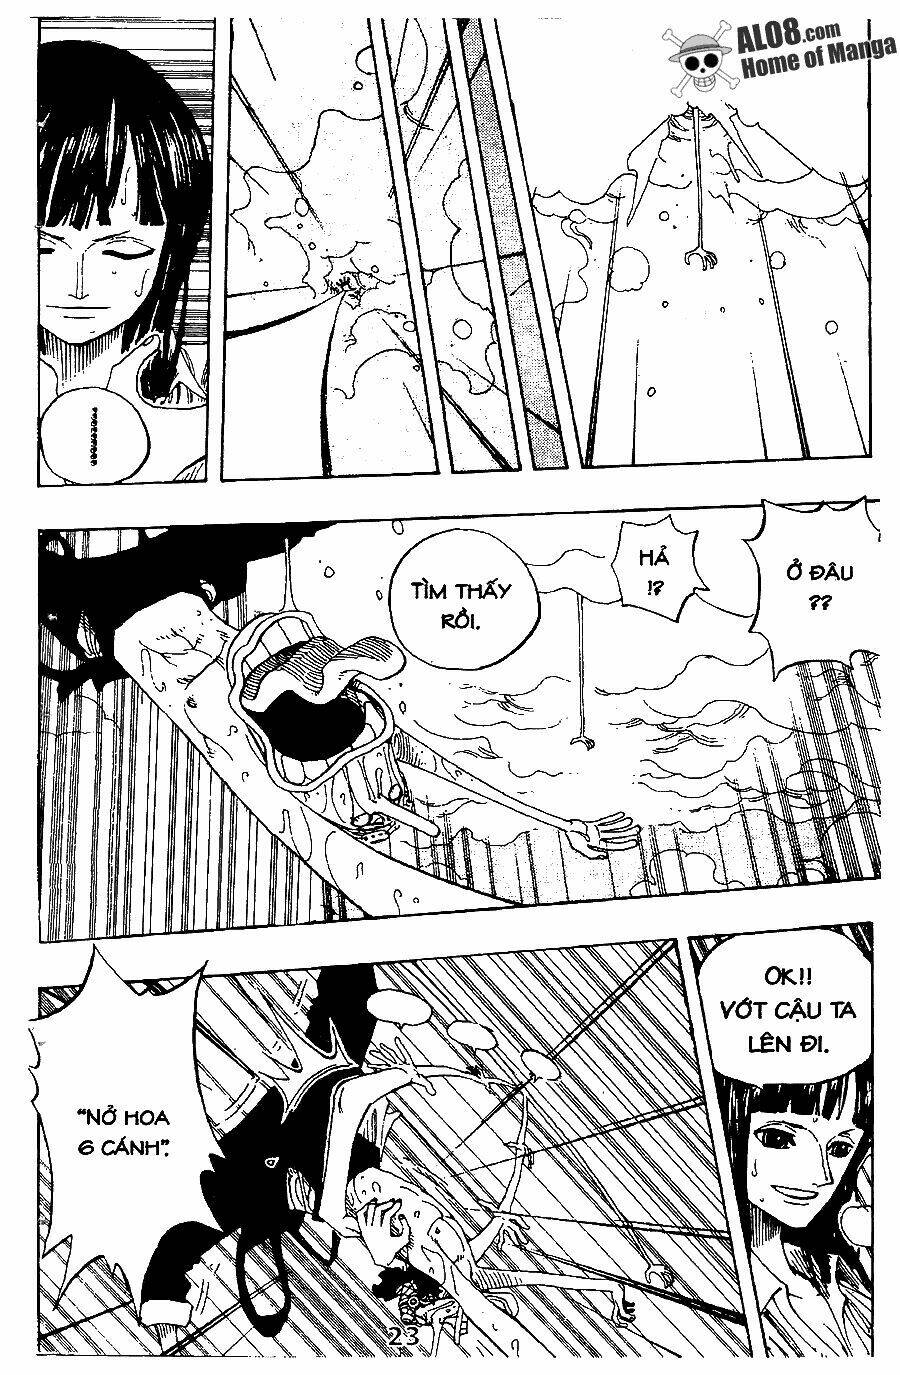 AL08.com
Home of Manga
..........
TÌM THẤY
RỒI.
HẢ
!?
Ở ĐÂU
??
"NỞ HOA
6 CÁNH".
OK!!
VỚT CẬU TA
LÊN ĐI.
23